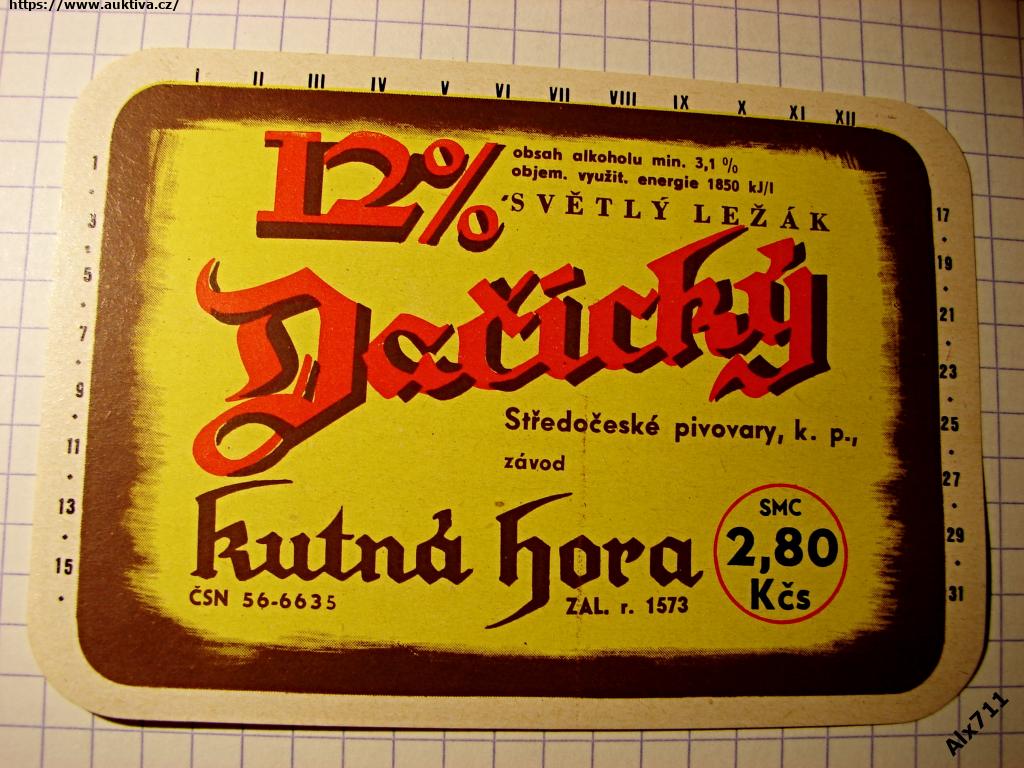 https://www.auktiva.cz/
I II III IV V VI VII VIII IX X XI XII
12%
obsah alkoholu min. 3,1 %
objem. využit. energie 1850 kJ/l
SVĚTLÝ LEŽÁK
Dačický
Středočeské pivovary, k. p.,
závod
kutná hora
ČSN 56-6635
ZAL. r. 1573
SMC
2,80
Kčs
1
.
3
.
5
.
7
.
9
.
11
.
13
.
15
.
17
.
19
.
21
.
23
.
25
.
27
.
29
.
31
Alx711